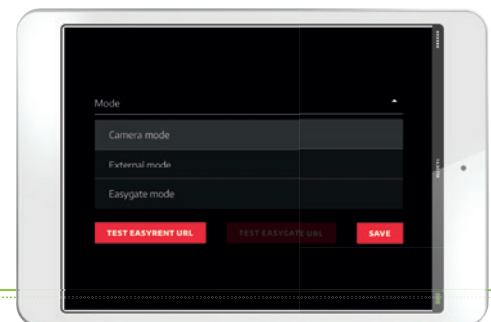 Mode
Camera mode
External mode
Easygate mode
TEST EASYRENT URL
TEST EASYGATE URL
SAVE